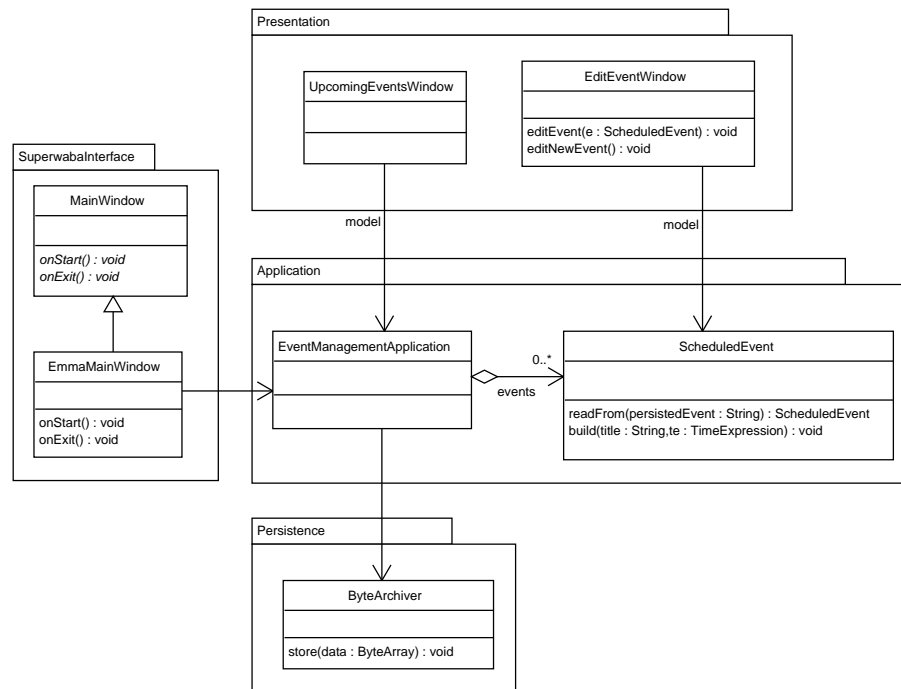 Presentation
UpcomingEventsWindow
EditEventWindow
editEvent(e : ScheduledEvent) : void
editNewEvent() : void
SuperwabaInterface
MainWindow
onStart() : void
onExit() : void
model
model
Application
EmmaMainWindow
onStart() : void
onExit() : void
EventManagementApplication
0..*
events
ScheduledEvent
readFrom(persistedEvent : String) : ScheduledEvent
build(title : String,te : TimeExpression) : void
Persistence
ByteArchiver
store(data : ByteArray) : void